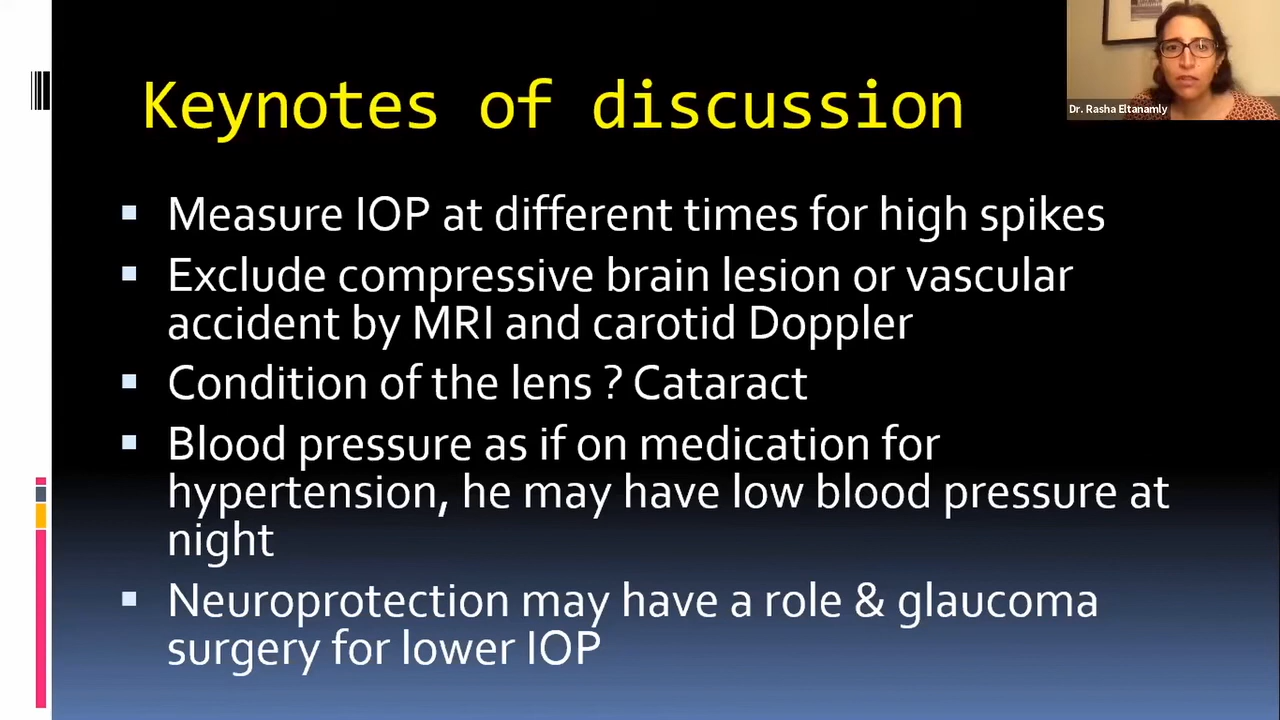 Keynotes of discussion
Dr. Rasha Eltanamly
▪ Measure IOP at different times for high spikes
▪ Exclude compressive brain lesion or vascular
accident by MRI and carotid Doppler
▪ Condition of the lens ? Cataract
▪ Blood pressure as if on medication for
hypertension, he may have low blood pressure at
night
▪ Neuroprotection may have a role & glaucoma
surgery for lower IOP